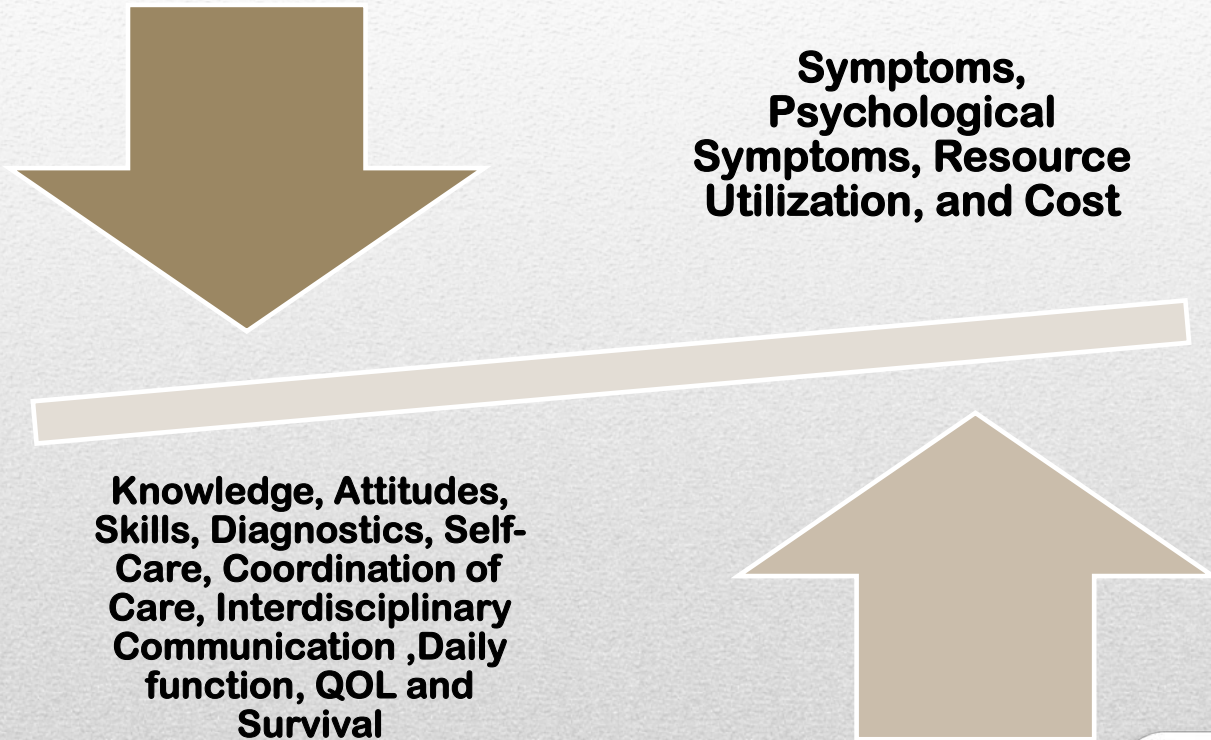 Symptoms,
Psychological
Symptoms, Resource
Utilization, and Cost
Knowledge, Attitudes,
Skills, Diagnostics, Self-
Care, Coordination of
Care, Interdisciplinary
Communication ,Daily
function, QOL and
Survival